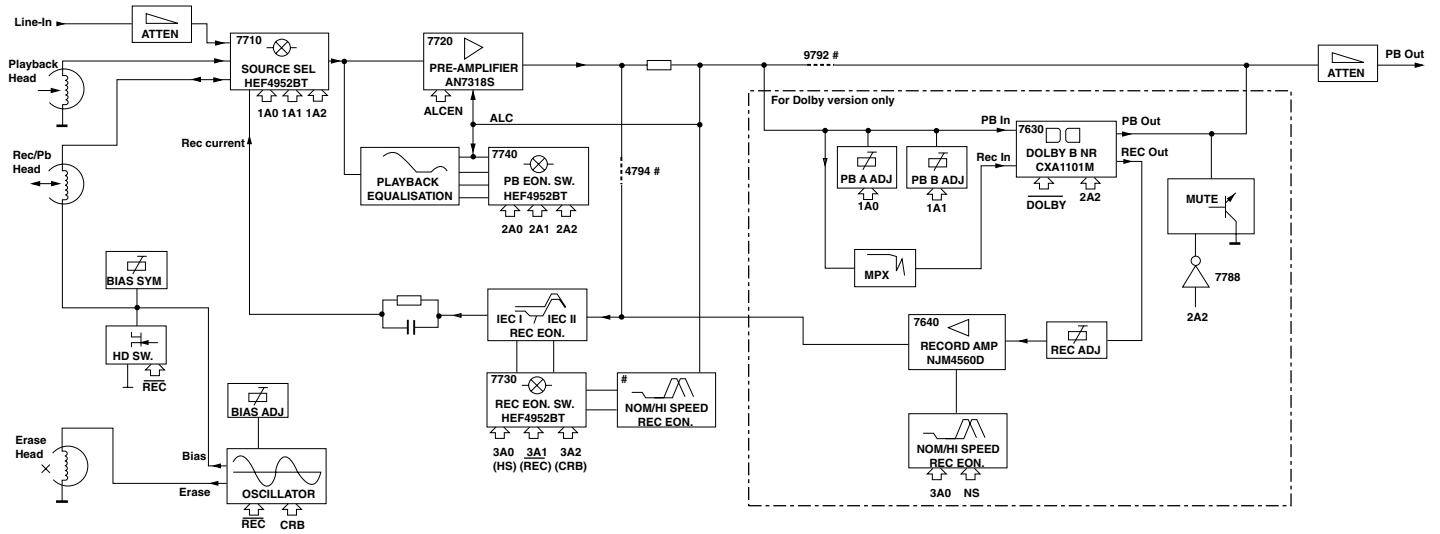 Line-In
ATTEN
7710
SOURCE SEL
HEF4952BT
1A0 1A1 1A2
Playback
Head
Rec/Pb
Head
Rec current
7720
PRE-AMPLIFIER
AN7318S
ALCEN
ALC
PLAYBACK
EQUALISATION
7740
PB EON. SW.
HEF4952BT
2A0 2A1 2A2
4794 #
9792 #
ATTEN
PB Out
For Dolby version only
PB In
7630
DOLBY B NR
CXA1101M
PB Out
Rec In
REC Out
DOLBY
2A2
PB A ADJ
1A0
PB B ADJ
1A1
MPX
MUTE
7788
2A2
BIAS SYM
HD SW.
REC
IEC I IEC II
REC EON.
7730
REC EON. SW.
HEF4952BT
3A0 3A1 3A2
(HS) (REC) (CRB)
#
NOM/HI SPEED
REC EON.
7640
RECORD AMP
NJM4560D
REC ADJ
NOM/HI SPEED
REC EON.
3A0 NS
BIAS ADJ
Erase
Head
Bias
Erase
OSCILLATOR
REC CRB